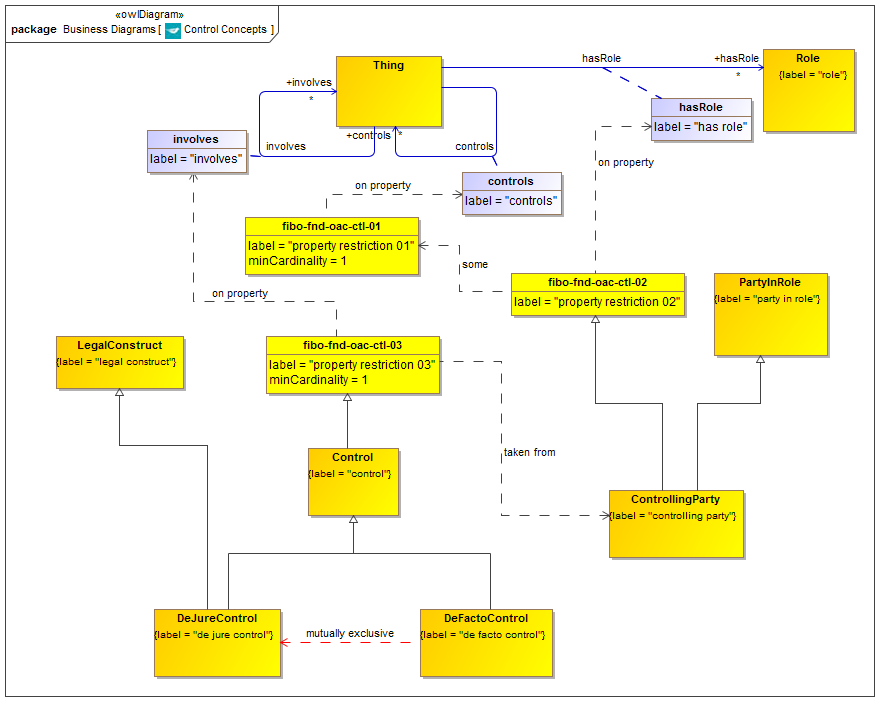 «owlDiagram»
package Business Diagrams [ Control Concepts ]
hasRole
+hasRole
*
Thing
Role
{label = "role"}
+involves
*
hasRole
label = "has role"
involves
label = "involves"
involves
+controls
*
controls
on property
on property
controls
label = "controls"
fibo-fnd-oac-ctl-01
label = "property restriction 01"
minCardinality = 1
some
fibo-fnd-oac-ctl-02
label = "property restriction 02"
PartyInRole
{label = "party in role"}
on property
LegalConstruct
{label = "legal construct"}
fibo-fnd-oac-ctl-03
label = "property restriction 03"
minCardinality = 1
taken from
Control
{label = "control"}
ControllingParty
{label = "controlling party"}
DeJureControl
{label = "de jure control"}
mutually exclusive
DeFactoControl
{label = "de facto control"}